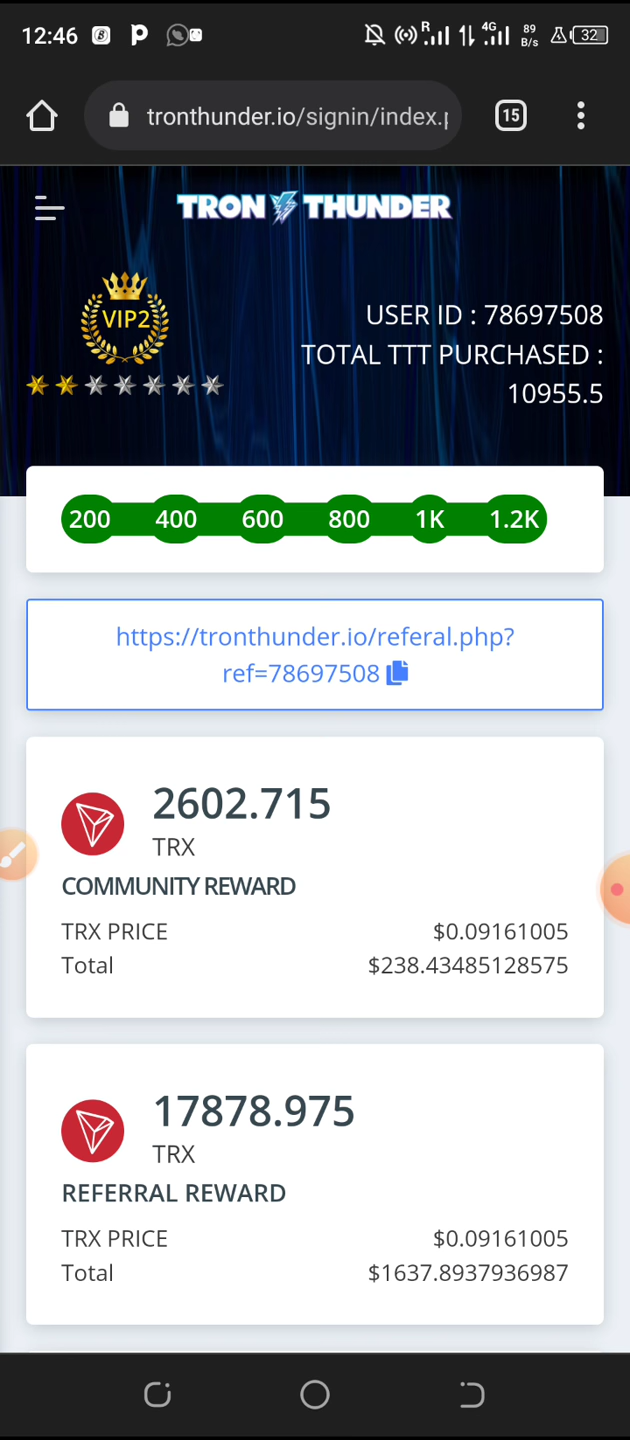 12:46 R 4G 89 B/s 32
tronthunder.io/signin/index.p 15
TRON THUNDER
VIP2
USER ID : 78697508
TOTAL TTT PURCHASED :
10955.5
200 400 600 800 1K 1.2K
https://tronthunder.io/referal.php?
ref=78697508
2602.715
TRX
COMMUNITY REWARD
TRX PRICE $0.09161005
Total $238.43485128575
17878.975
TRX
REFERRAL REWARD
TRX PRICE $0.09161005
Total $1637.8937936987